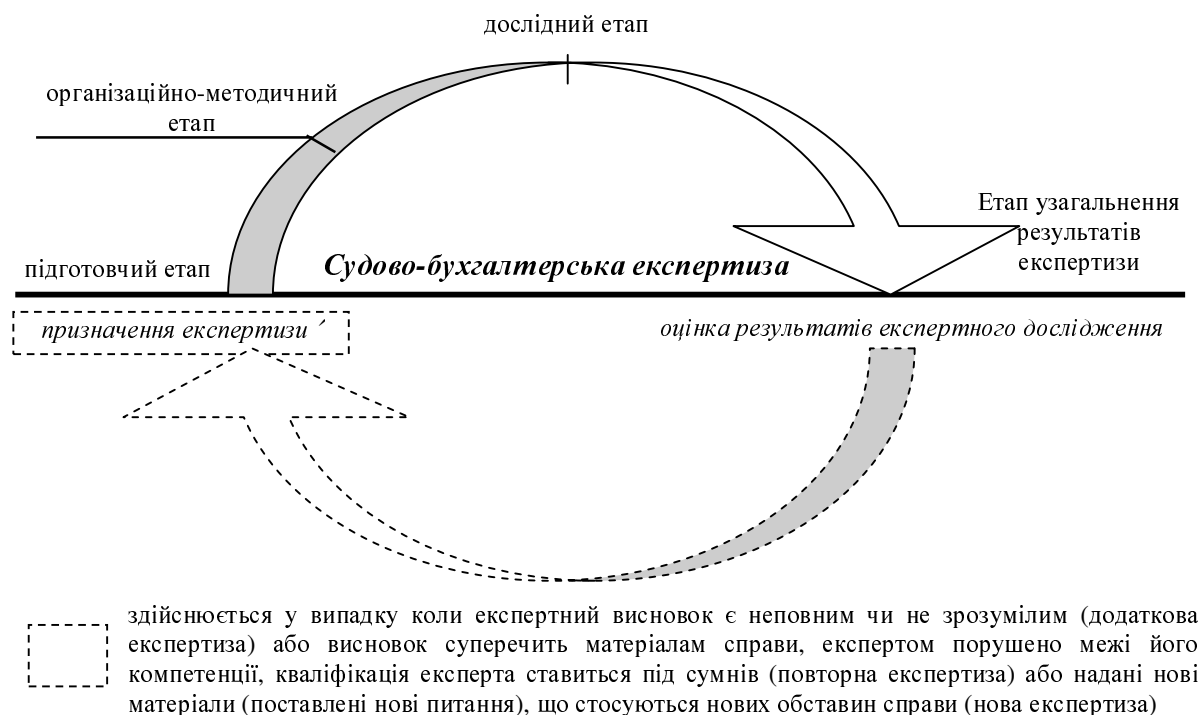 дослідний етап
організаційно-методичний
етап
Етап узагальнення
результатів
експертизи
підготовчий етап
Судово-бухгалтерська експертиза
призначення експертизи ´
оцінка результатів експертного дослідження
здійснюється у випадку коли експертний висновок є неповним чи не зрозумілим (додаткова
експертиза) або висновок суперечить матеріалам справи, експертом порушено межі його
компетенції, кваліфікація експерта ставиться під сумнів (повторна експертиза) або надані нові
матеріали (поставлені нові питання), що стосуються нових обставин справи (нова експертиза)